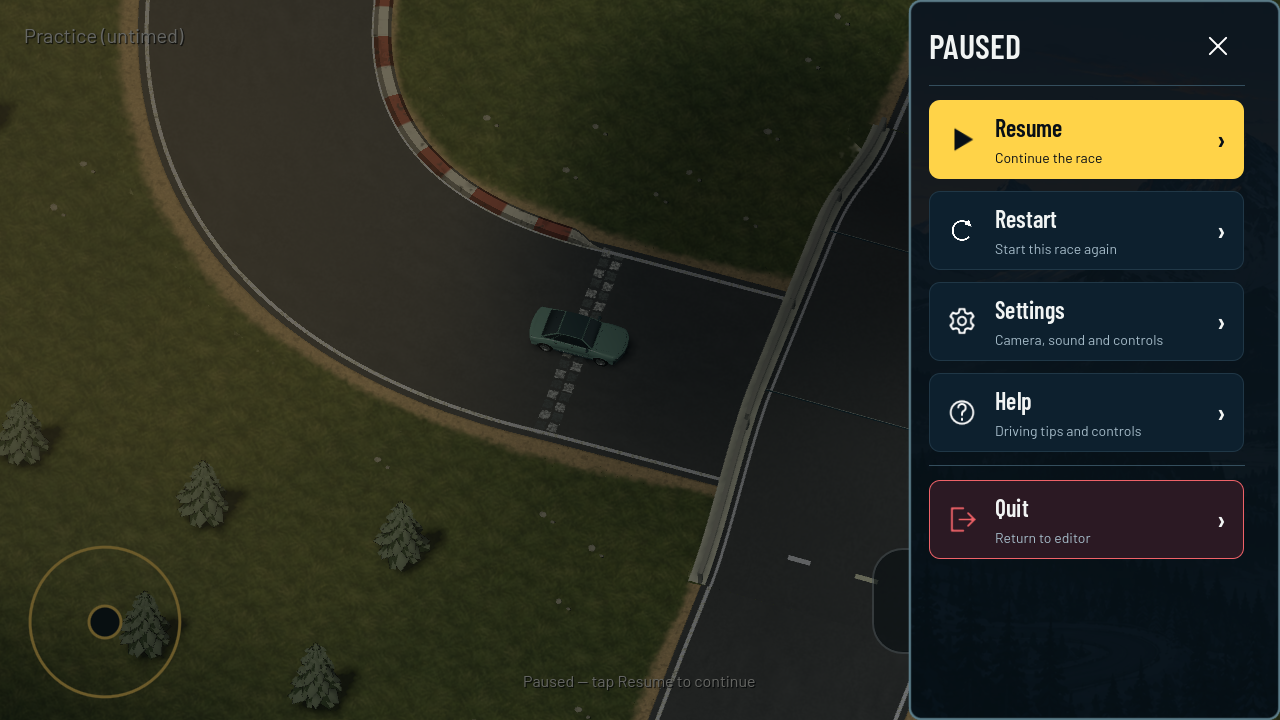 Practice (untimed)
PAUSED
Resume
Continue the race
Restart
Start this race again
Settings
Camera, sound and controls
Help
Driving tips and controls
Quit
Return to editor
Paused — tap Resume to continue